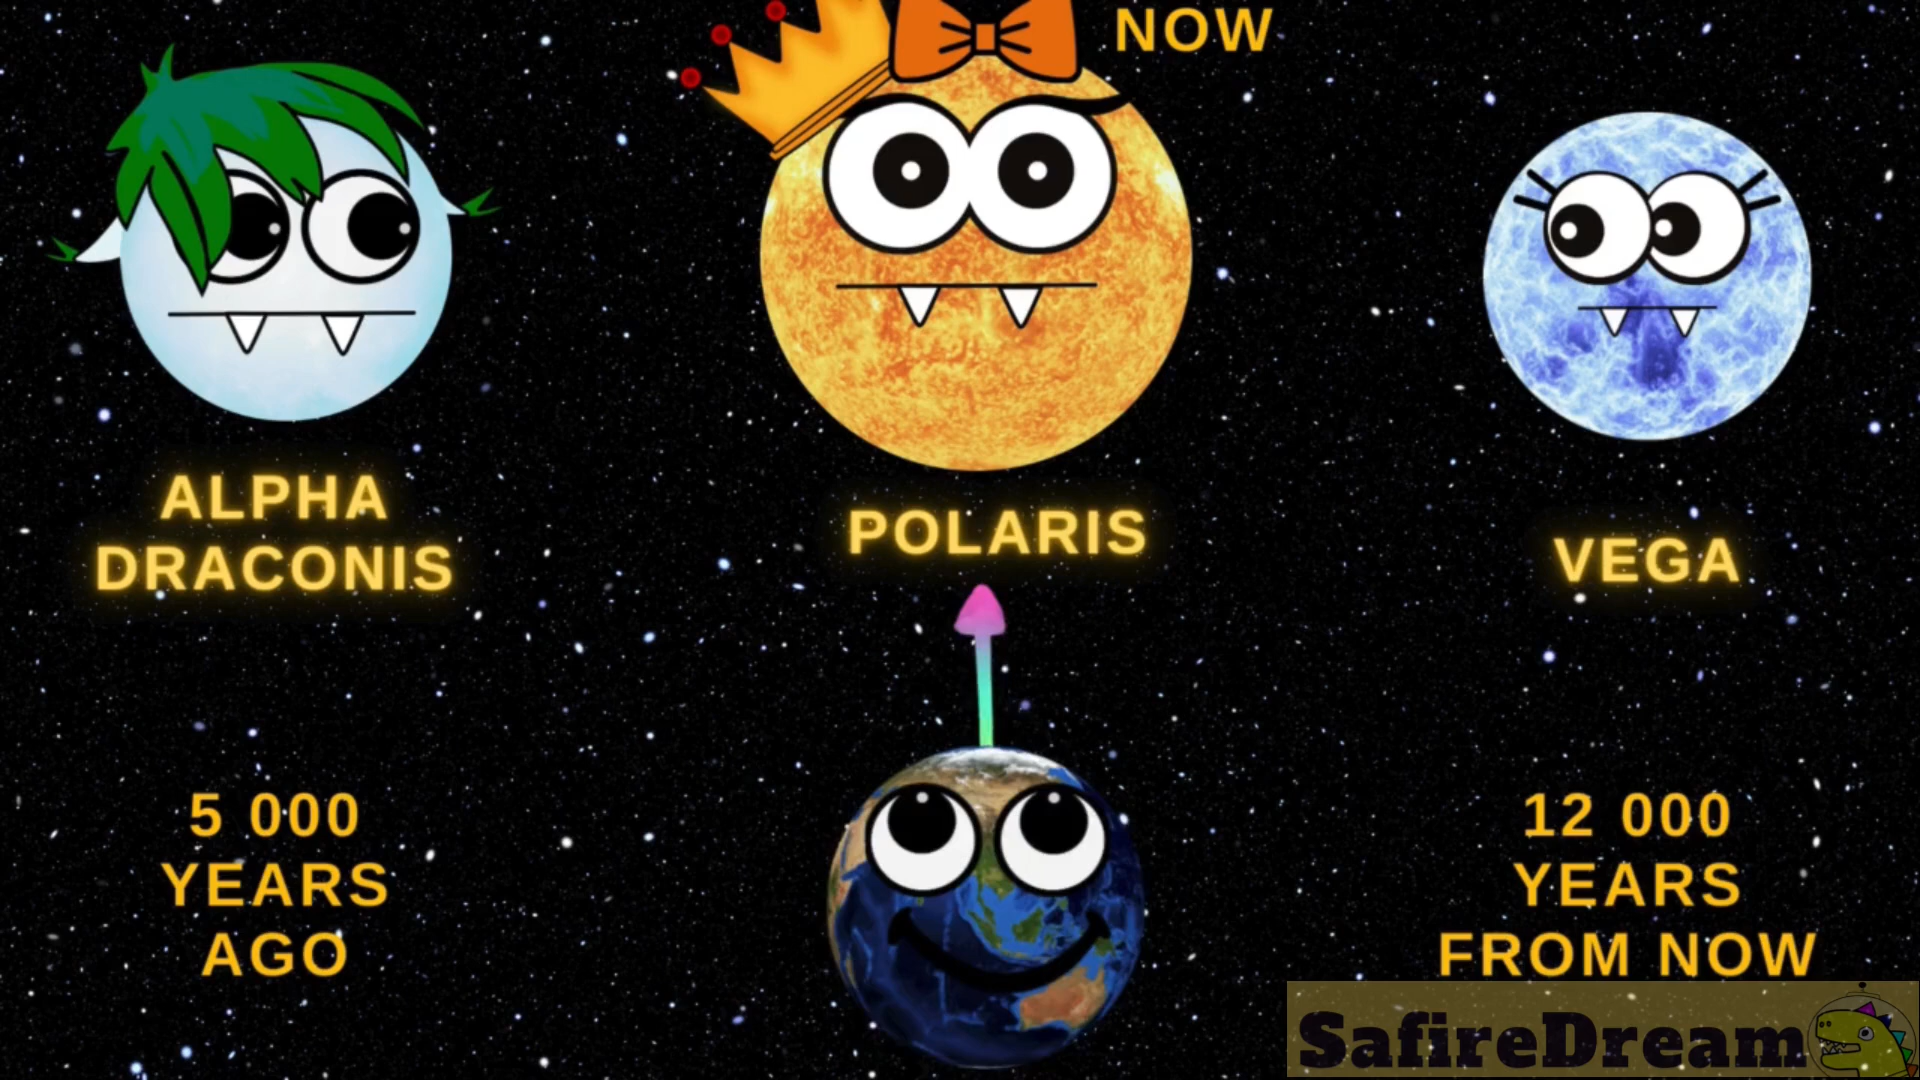 NOW
ALPHA
DRACONIS
POLARIS
VEGA
5 000
YEARS
AGO
12 000
YEARS
FROM NOW
SafireDream